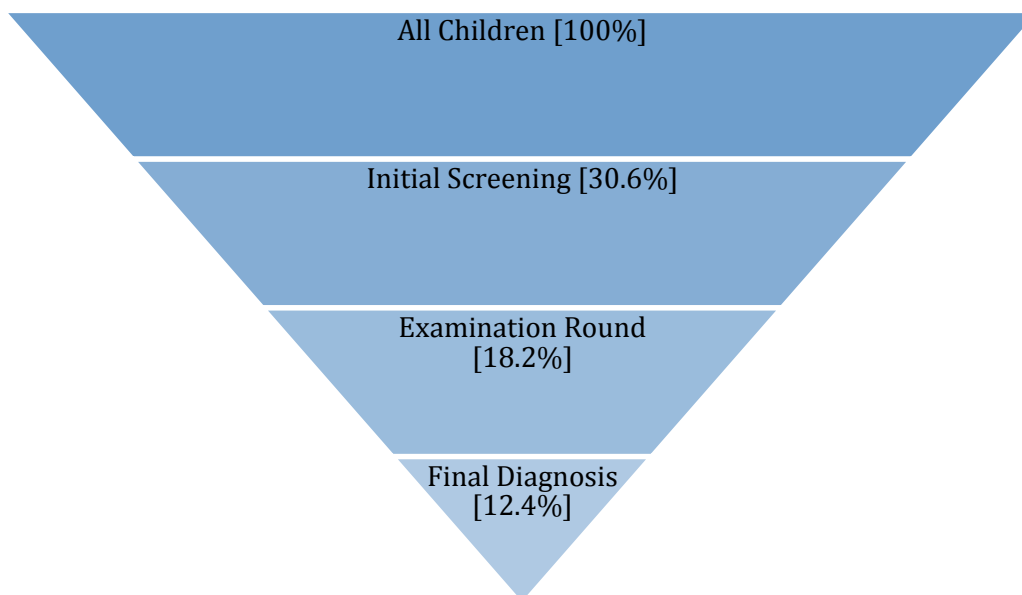 All Children [100%]
Initial Screening [30.6%]
Examination Round
[18.2%]
Final Diagnosis
[12.4%]